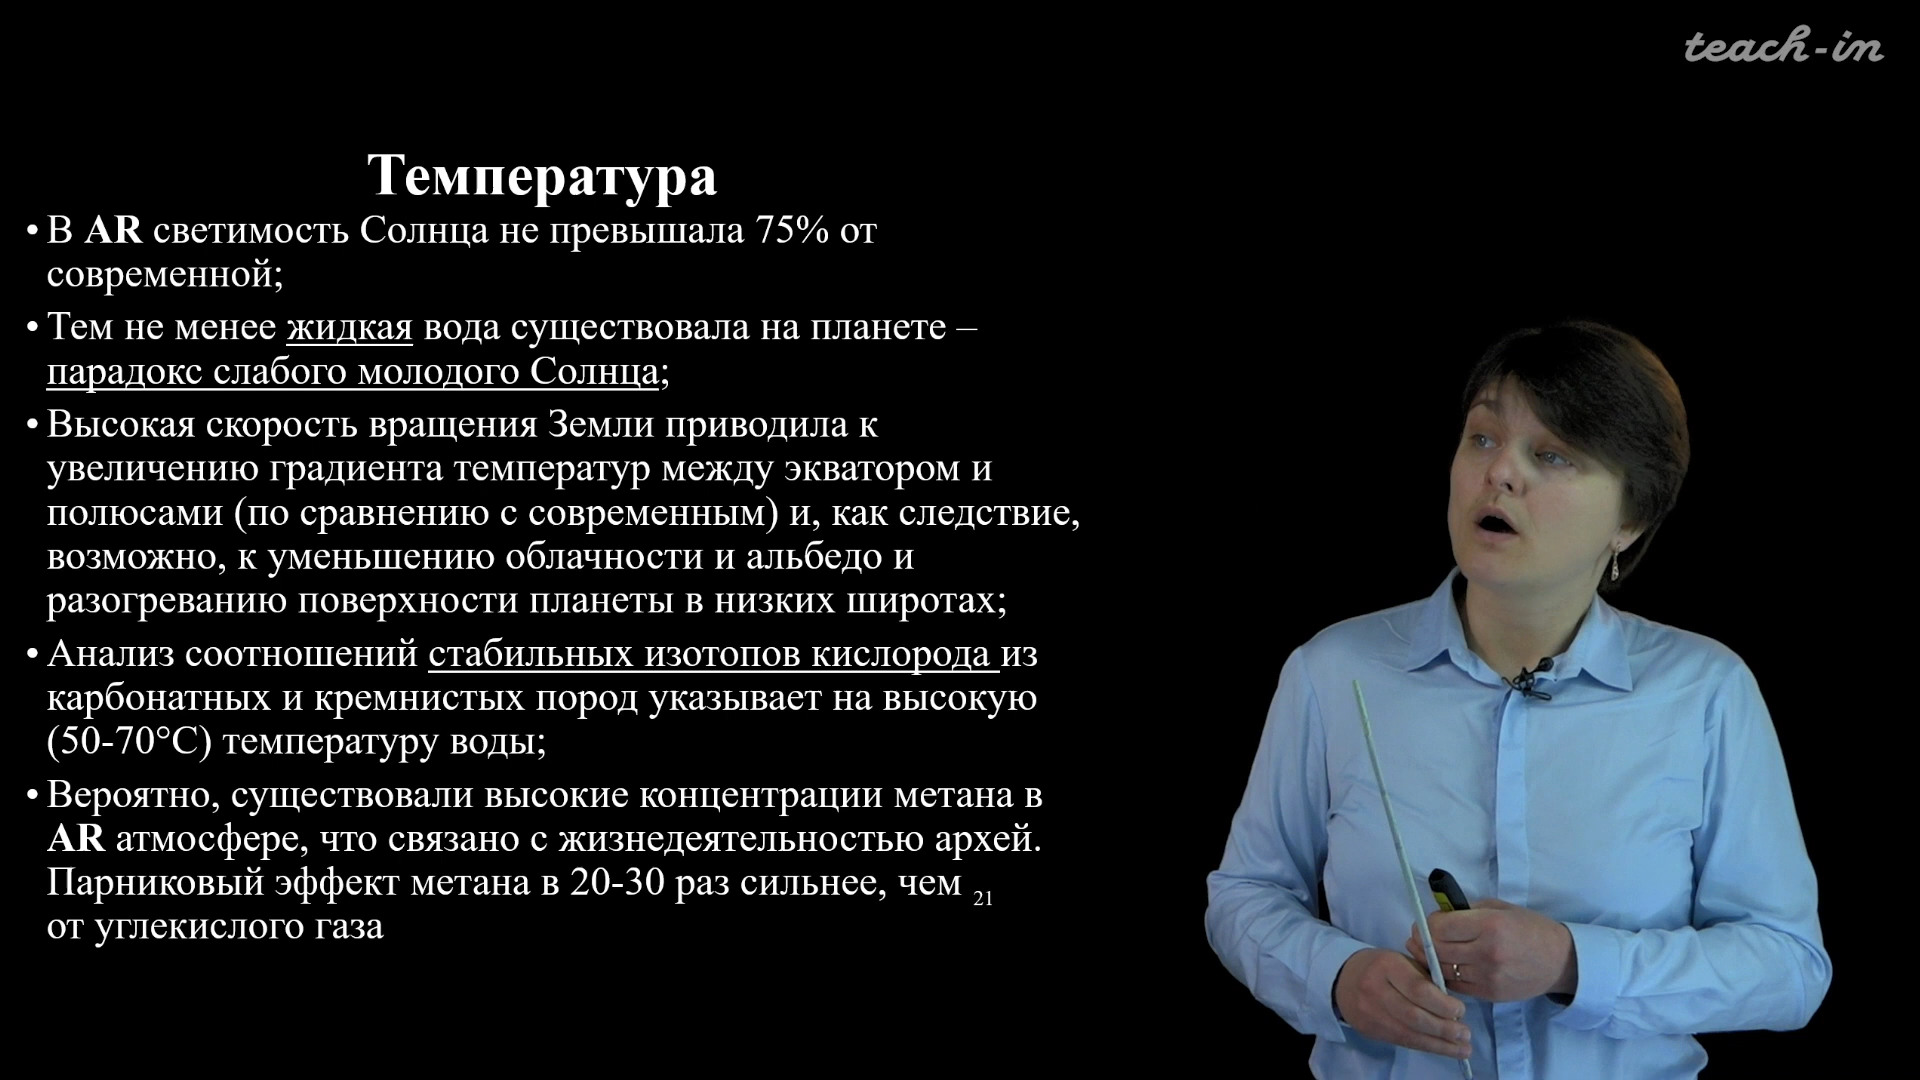 teach-in
Температура
• В AR светимость Солнца не превышала 75% от
современной;
• Тем не менее жидкая вода существовала на планете –
парадокс слабого молодого Солнца;
• Высокая скорость вращения Земли приводила к
увеличению градиента температур между экватором и
полюсами (по сравнению с современным) и, как следствие,
возможно, к уменьшению облачности и альбедо и
разогреванию поверхности планеты в низких широтах;
• Анализ соотношений стабильных изотопов кислорода из
карбонатных и кремнистых пород указывает на высокую
(50-70°C) температуру воды;
• Вероятно, существовали высокие концентрации метана в
AR атмосфере, что связано с жизнедеятельностью архей.
Парниковый эффект метана в 20-30 раз сильнее, чем
от углекислого газа
21